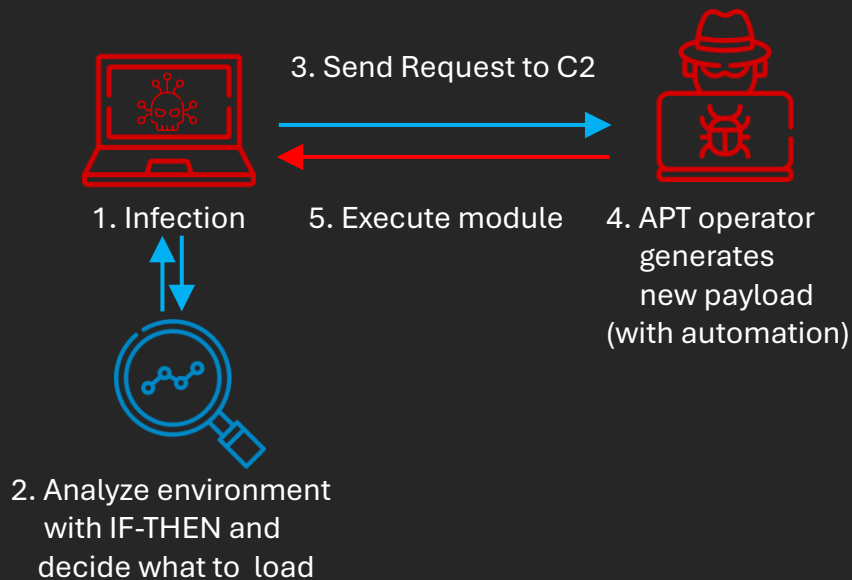 3. Send Request to C2
1. Infection
5. Execute module
4. APT operator
generates
new payload
(with automation)
2. Analyze environment
with IF-THEN and
decide what to load